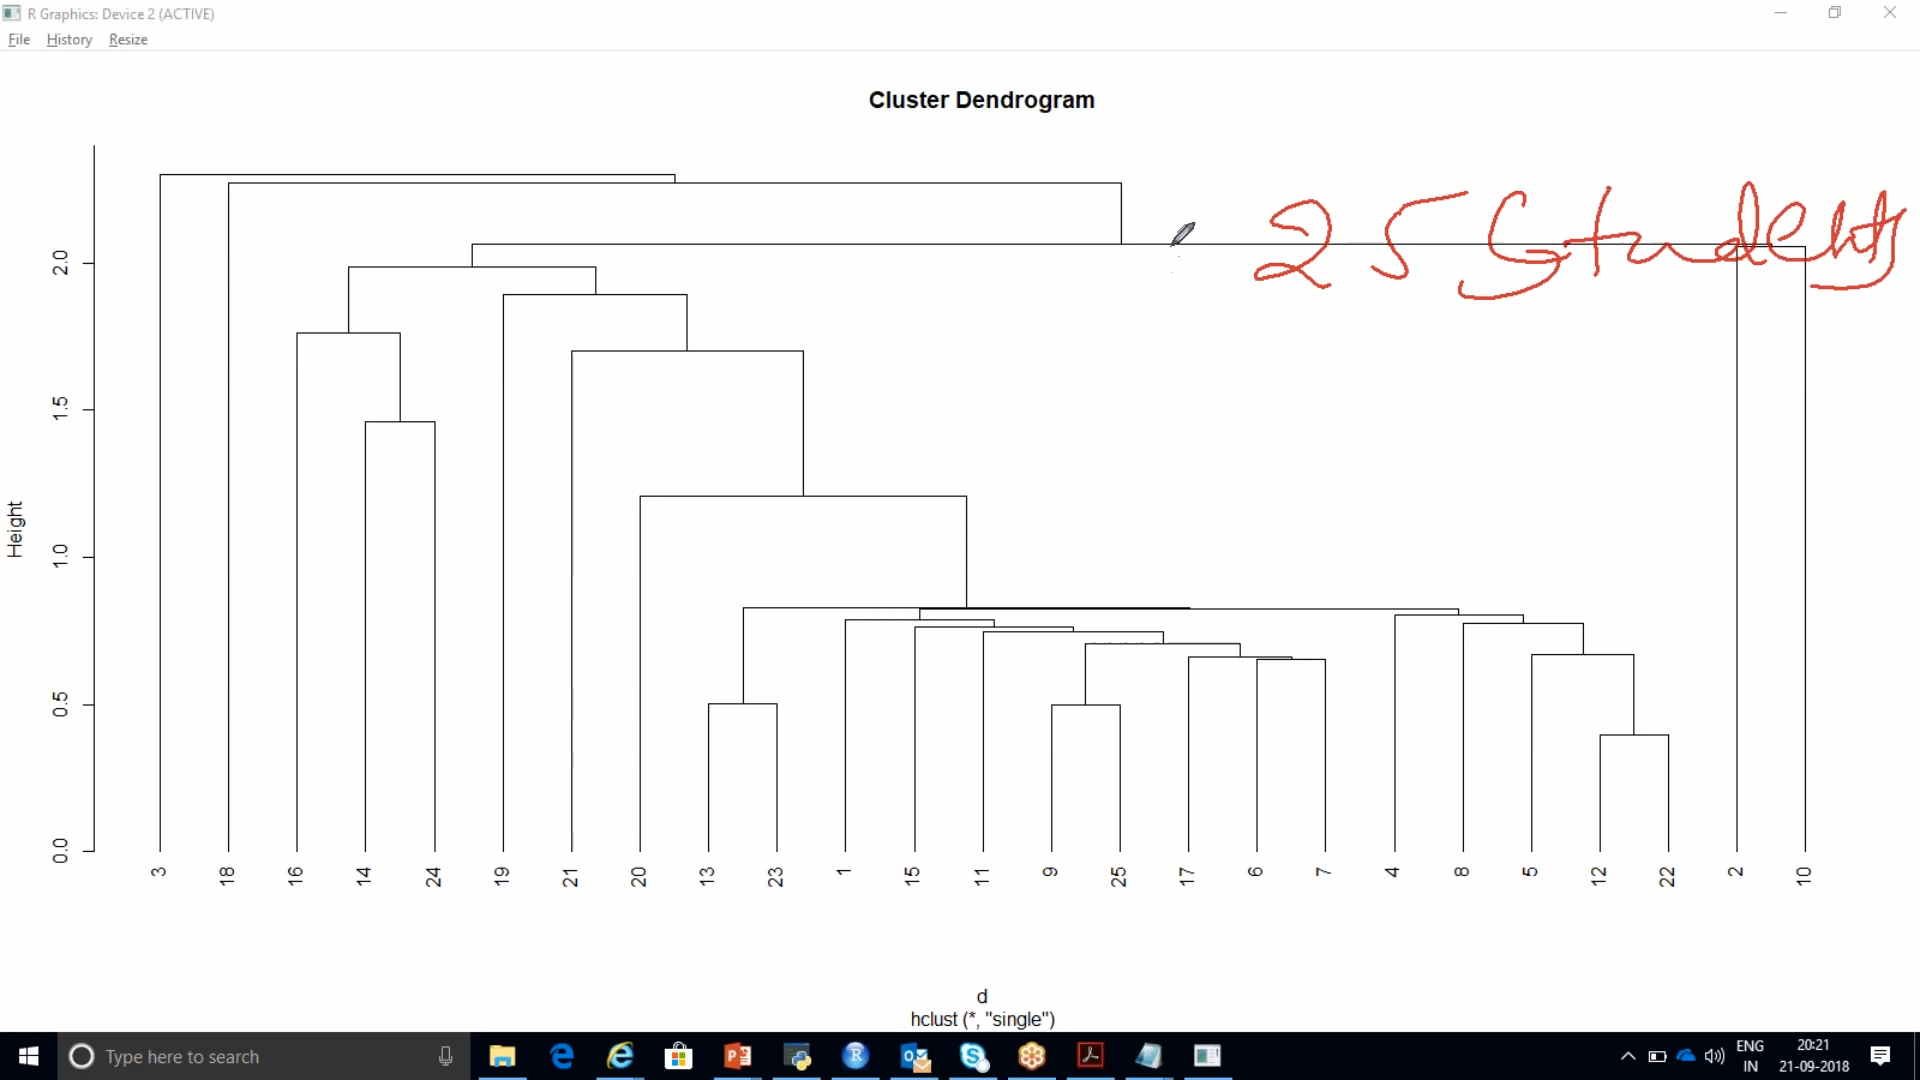 R Graphics: Device 2 (ACTIVE)
File History Resize
Cluster Dendrogram
25 Students
Height
0.0 0.5 1.0 1.5 2.0
3 18 16 14 24 19 21 20 13 23 1 15 11 9 25 17 6 7 4 8 5 12 22 2 10
d
hclust (*, "single")
Type here to search
ENG
IN
20:21
21-09-2018